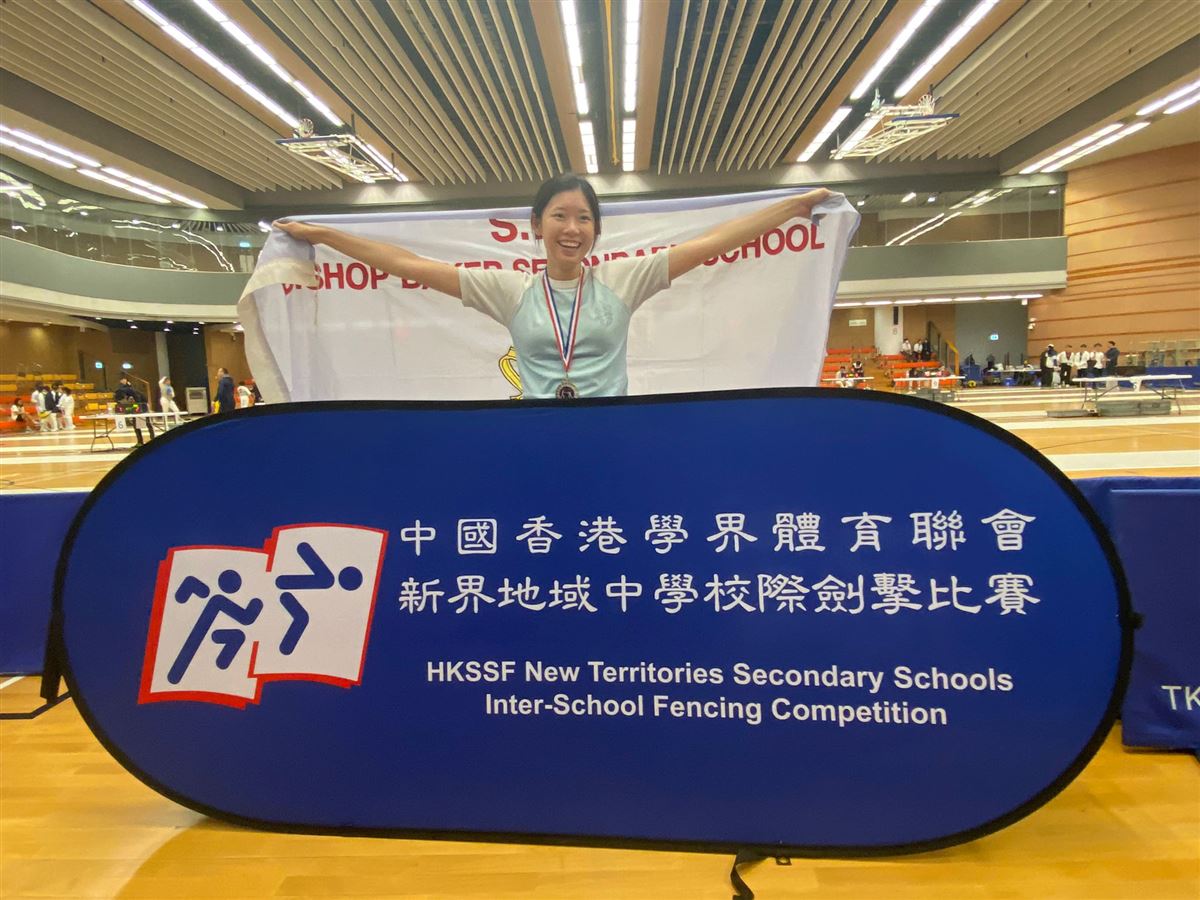 SCHOOL
中國香港學界體育聯會
新界地域中學校際劍擊比賽
HKSSF New Territories Secondary Schools
Inter-School Fencing Competition
TK
6